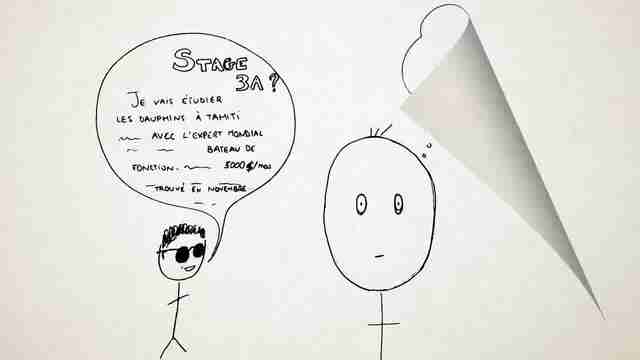 STAGE
3A ?
JE VAIS ÉTUDIER
LES DAUPHINS À TAHITI
AVEC L'EXPERT MONDIAL
BATEAU DE
FONCTION. 5000 $/mois
TROUVÉ EN NOVEMBRE